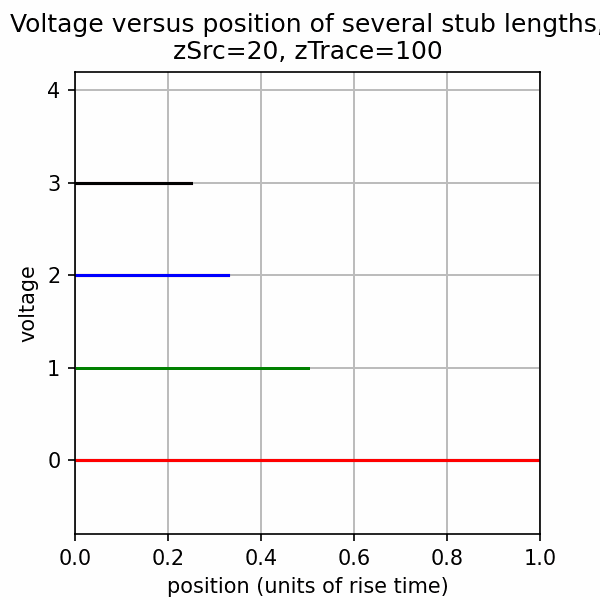 Voltage versus position of several stub lengths,
zSrc=20, zTrace=100
4
3
2
1
0
voltage
0.0 0.2 0.4 0.6 0.8 1.0
position (units of rise time)